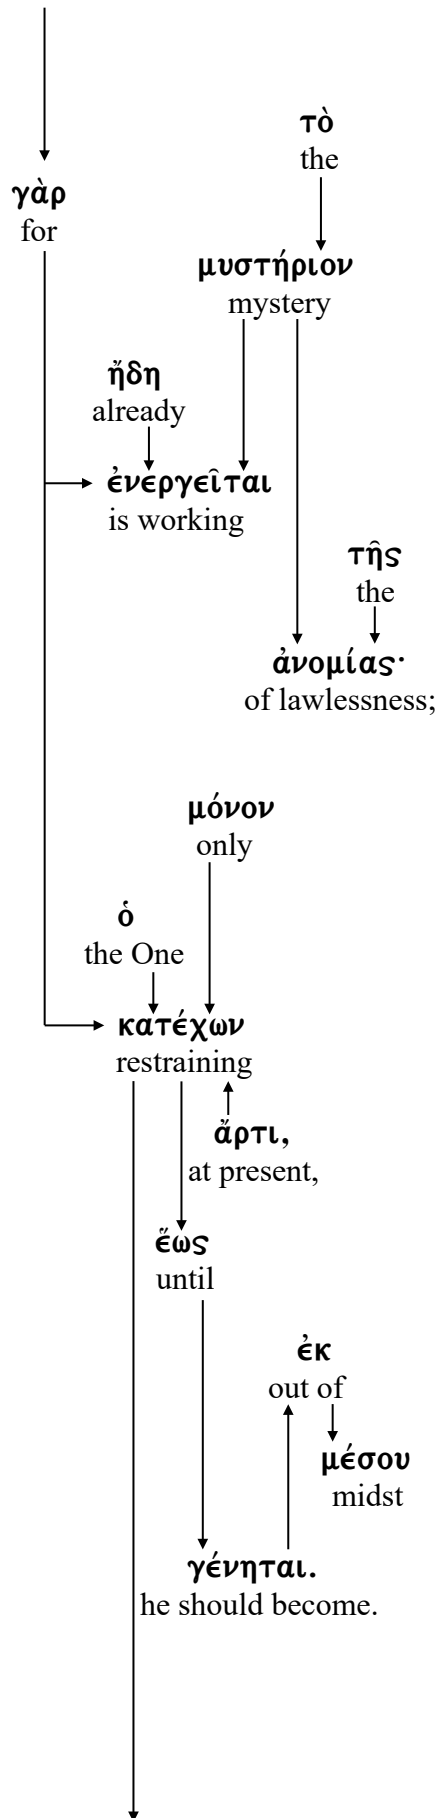 τὸ
the
γὰρ
for
μυστήριον
mystery
ἤδη
already
ἐνεργεῖται
is working
τῆς
the
ἀνομίας·
of lawlessness;
μόνον
only
ὁ
the One
κατέχων
restraining
ἄρτι,
at present,
ἕως
until
ἐκ
out of
μέσου
midst
γένηται.
he should become.